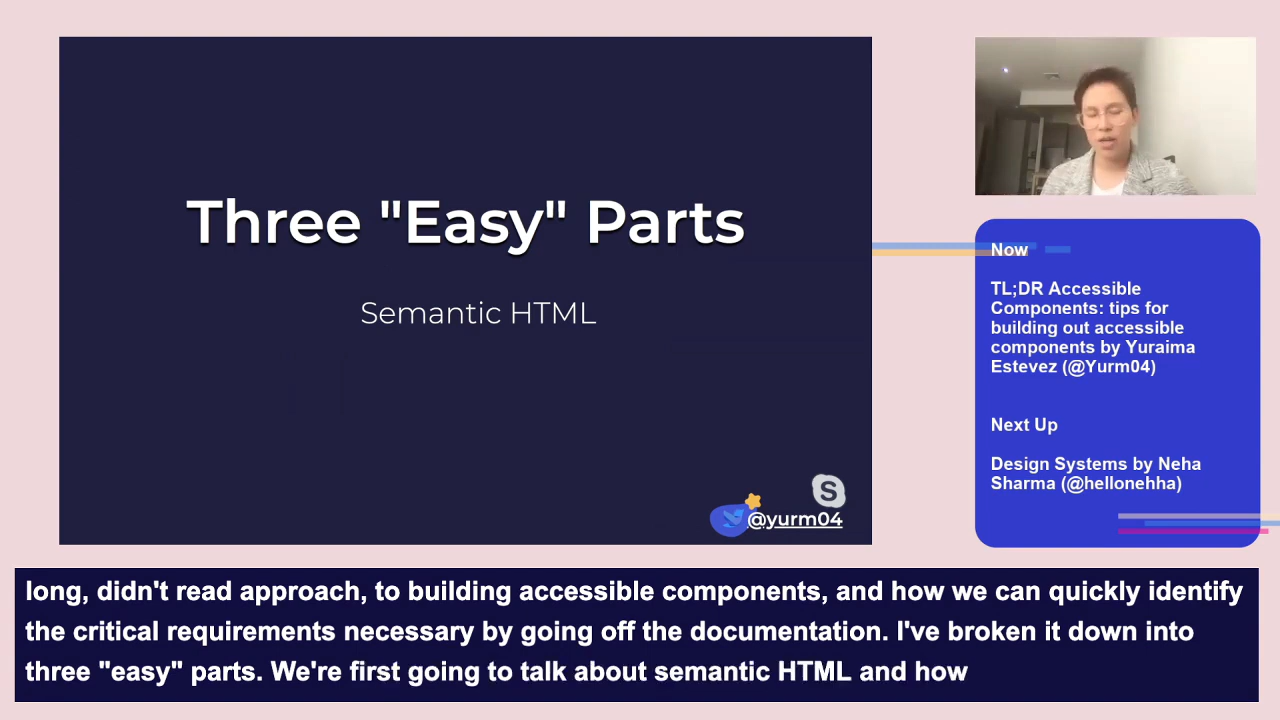 Three "Easy" Parts
Semantic HTML
S
@yurm04
Now
TL;DR Accessible
Components: tips for
building out accessible
components by Yuraima
Estevez (@Yurm04)
Next Up
Design Systems by Neha
Sharma (@hellonehha)
long, didn't read approach, to building accessible components, and how we can quickly identify
the critical requirements necessary by going off the documentation. I've broken it down into
three "easy" parts. We're first going to talk about semantic HTML and how